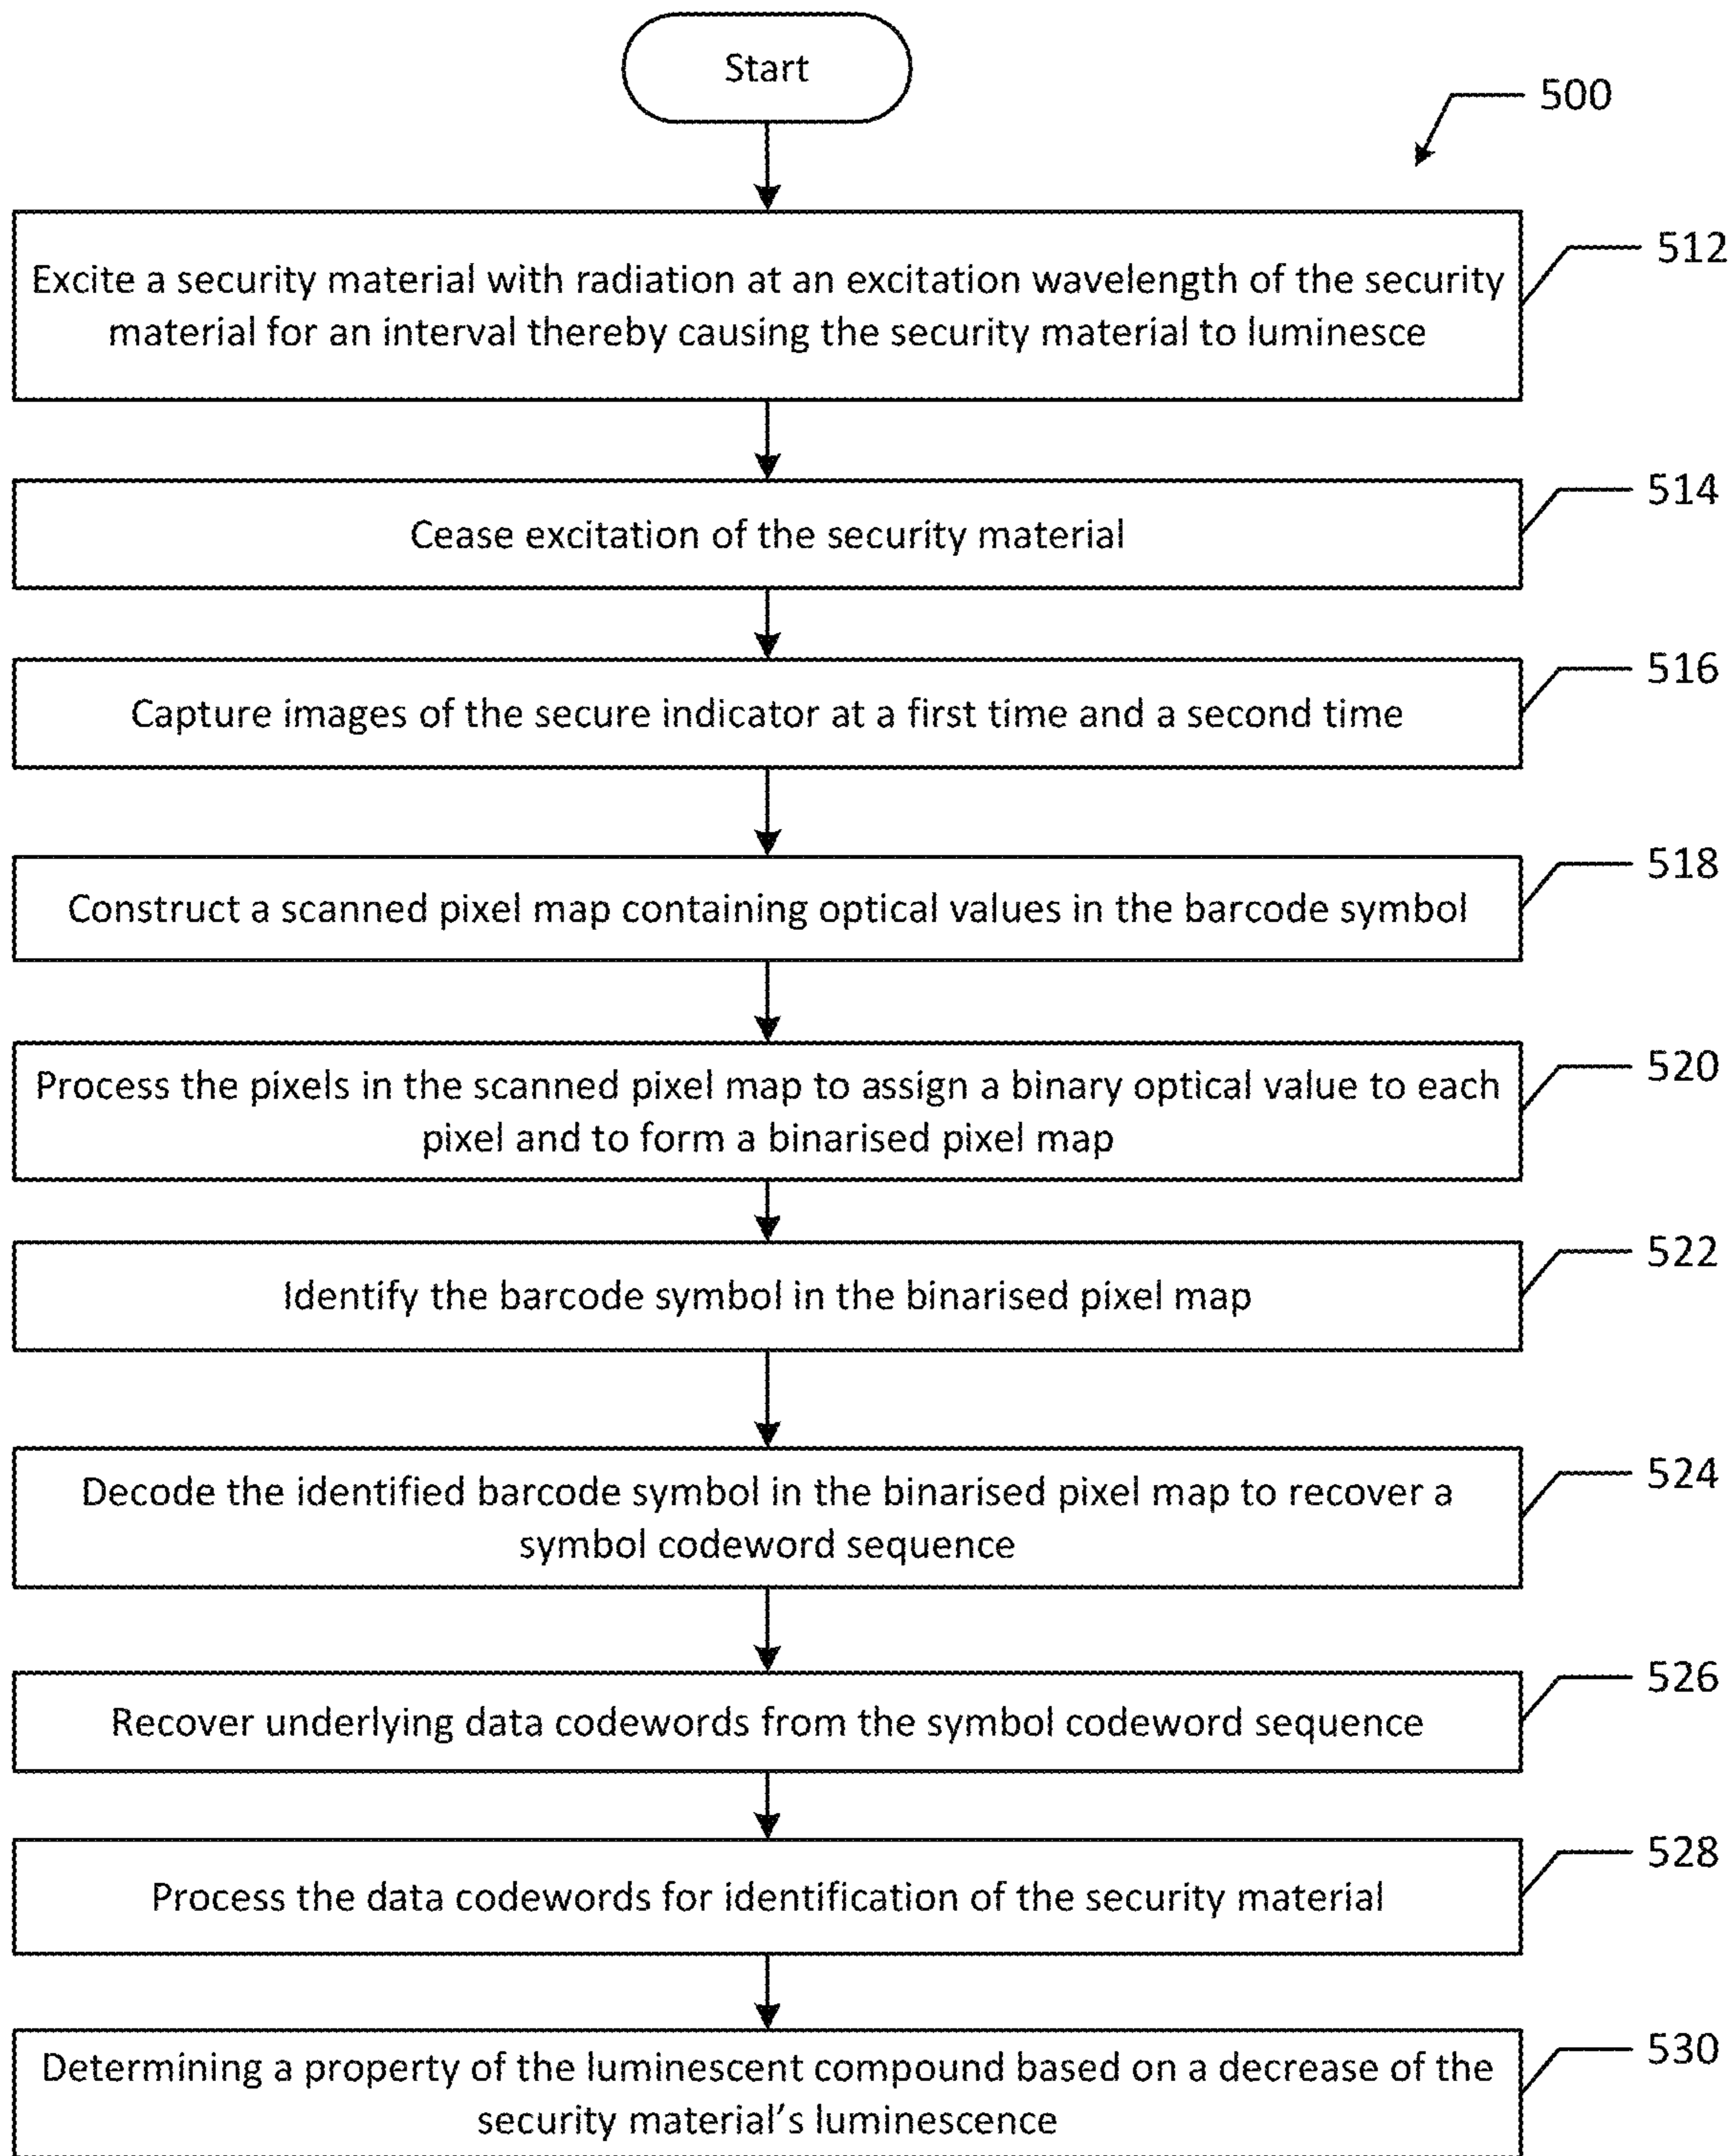 Start
500
512
Excite a security material with radiation at an excitation wavelength of the security
material for an interval thereby causing the security material to luminesce
514
Cease excitation of the security material
516
Capture images of the secure indicator at a first time and a second time
518
Construct a scanned pixel map containing optical values in the barcode symbol
520
Process the pixels in the scanned pixel map to assign a binary optical value to each
pixel and to form a binarised pixel map
522
Identify the barcode symbol in the binarised pixel map
524
Decode the identified barcode symbol in the binarised pixel map to recover a
symbol codeword sequence
526
Recover underlying data codewords from the symbol codeword sequence
528
Process the data codewords for identification of the security material
530
Determining a property of the luminescent compound based on a decrease of the
security material’s luminescence